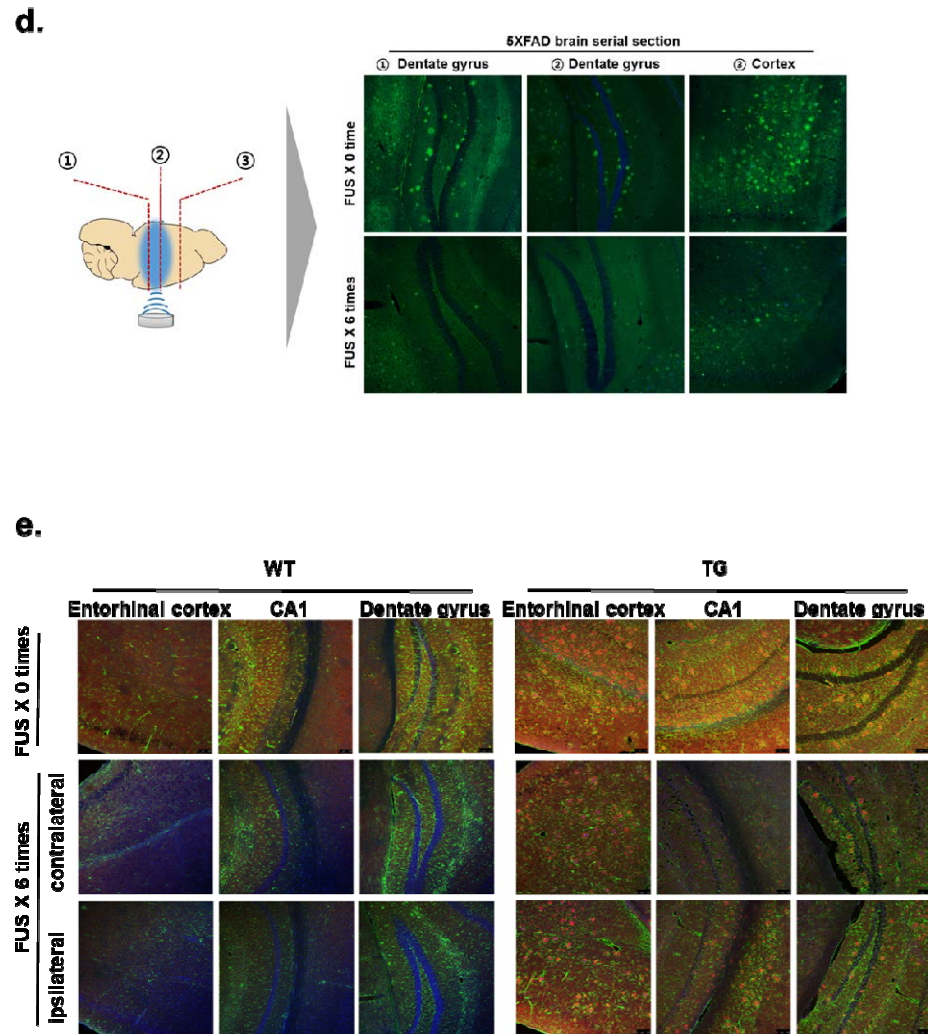 d.
5XFAD brain serial section
① Dentate gyrus ② Dentate gyrus ③ Cortex
① ② ③
FUS X 0 time
FUS X 6 times
e.
WT TG
Entorhinal cortex CA1 Dentate gyrus Entorhinal cortex CA1 Dentate gyrus
FUS X 0 times
FUS X 6 times
contralateral
ipsilateral